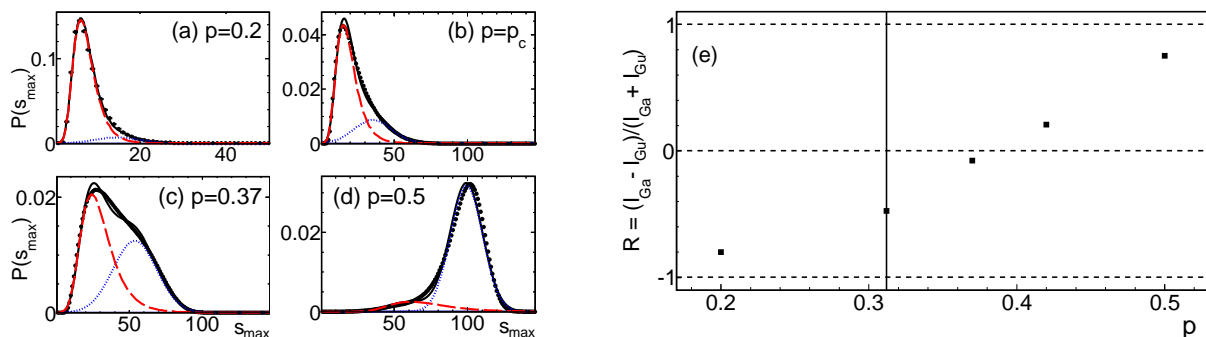 (a) p=0.2
P(s_max)
0.1
20
40
(b) p=p_c
0.04
0.02
0
0
50
100
(c) p=0.37
P(s_max)
0.02
0
50
100
s_max
(d) p=0.5
0.02
0
50
100
s_max
(e)
R = (I_Ga - I_Gu)/(I_Ga + I_Gu)
1
0
-1
0.2
0.3
0.4
0.5
p